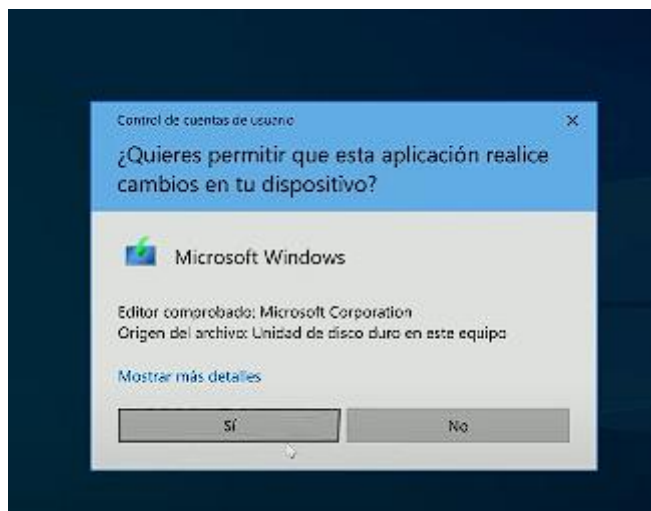 Control de cuentas de usuario
¿Quieres permitir que esta aplicación realice
cambios en tu dispositivo?
Microsoft Windows
Editor comprobado: Microsoft Corporation
Origen del archivo: Unidad de disco duro en este equipo
Mostrar más detalles
Sí
No